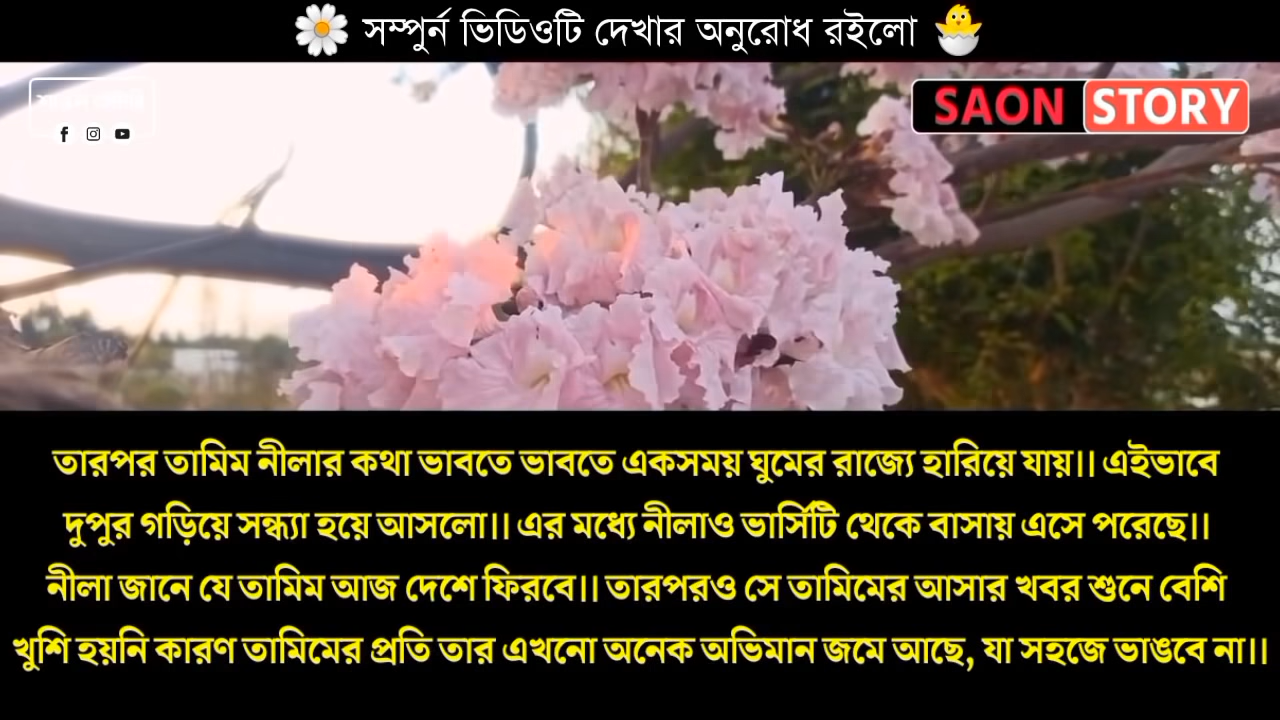 🌼 সম্পুর্ন ভিডিওটি দেখার অনুরোধ রইলো 🐣
SAON STORY
তারপর তামিম নীলার কথা ভাবতে ভাবতে একসময় ঘুমের রাজ্যে হারিয়ে যায়।। এইভাবে
দুপুর গড়িয়ে সন্ধ্যা হয়ে আসলো।। এর মধ্যে নীলাও ভার্সিটি থেকে বাসায় এসে পরেছে।।
নীলা জানে যে তামিম আজ দেশে ফিরবে।। তারপরও সে তামিমের আসার খবর শুনে বেশি
খুশি হয়নি কারণ তামিমের প্রতি তার এখনো অনেক অভিমান জমে আছে, যা সহজে ভাঙবে না।।